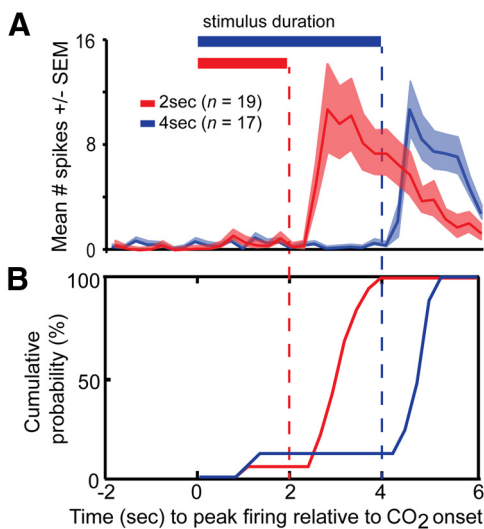 A
stimulus duration
16
8
0
Mean # spikes +/- SEM
2sec (n = 19)
4sec (n = 17)
B
100
50
0
Cumulative
probability (%)
-2 0 2 4 6
Time (sec) to peak firing relative to CO2 onset